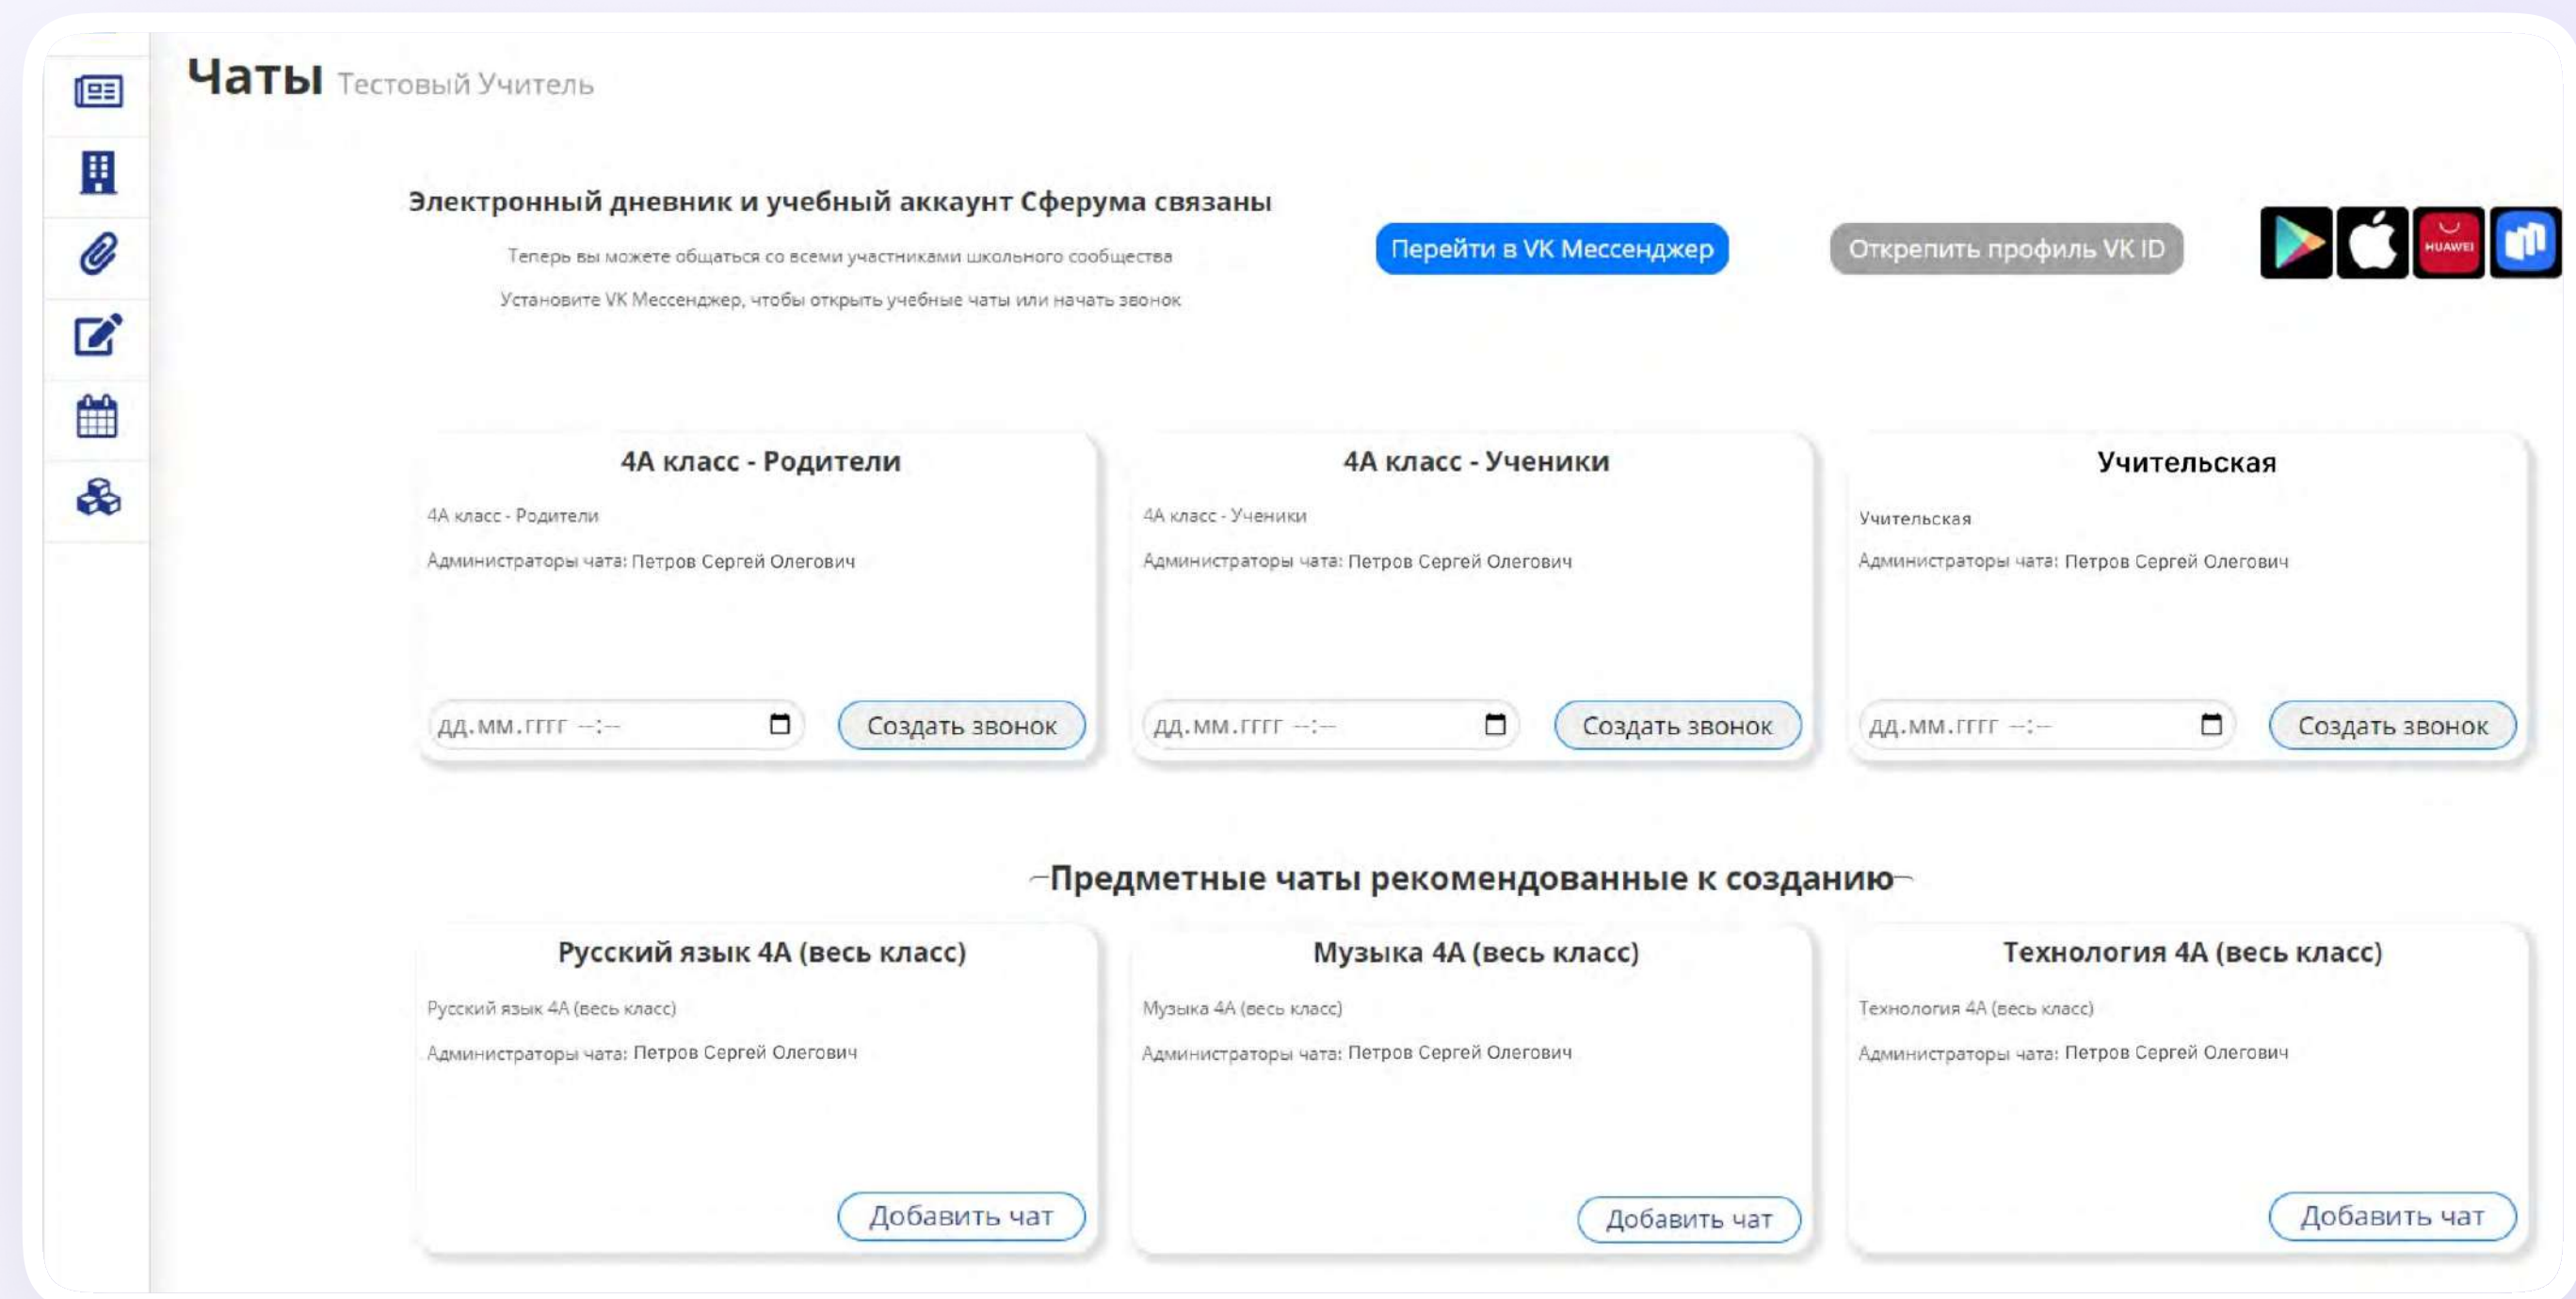 Чаты Тестовый Учитель
Электронный дневник и учебный аккаунт Сферума связаны
Теперь вы можете общаться со всеми участниками школьного сообщества
Установите VK Мессенджер, чтобы открыть учебные чаты или начать звонок
Перейти в VK Мессенджер
Открепить профиль VK ID
HUAWEI
4А класс - Родители
4А класс - Родители
Администраторы чата: Петров Сергей Олегович
дд.мм.гггг --:--
Создать звонок
4А класс - Ученики
4А класс - Ученики
Администраторы чата: Петров Сергей Олегович
дд.мм.гггг --:--
Создать звонок
Учительская
Учительская
Администраторы чата: Петров Сергей Олегович
дд.мм.гггг --:--
Создать звонок
Предметные чаты рекомендованные к созданию
Русский язык 4А (весь класс)
Русский язык 4А (весь класс)
Администраторы чата: Петров Сергей Олегович
Добавить чат
Музыка 4А (весь класс)
Музыка 4А (весь класс)
Администраторы чата: Петров Сергей Олегович
Добавить чат
Технология 4А (весь класс)
Технология 4А (весь класс)
Администраторы чата: Петров Сергей Олегович
Добавить чат